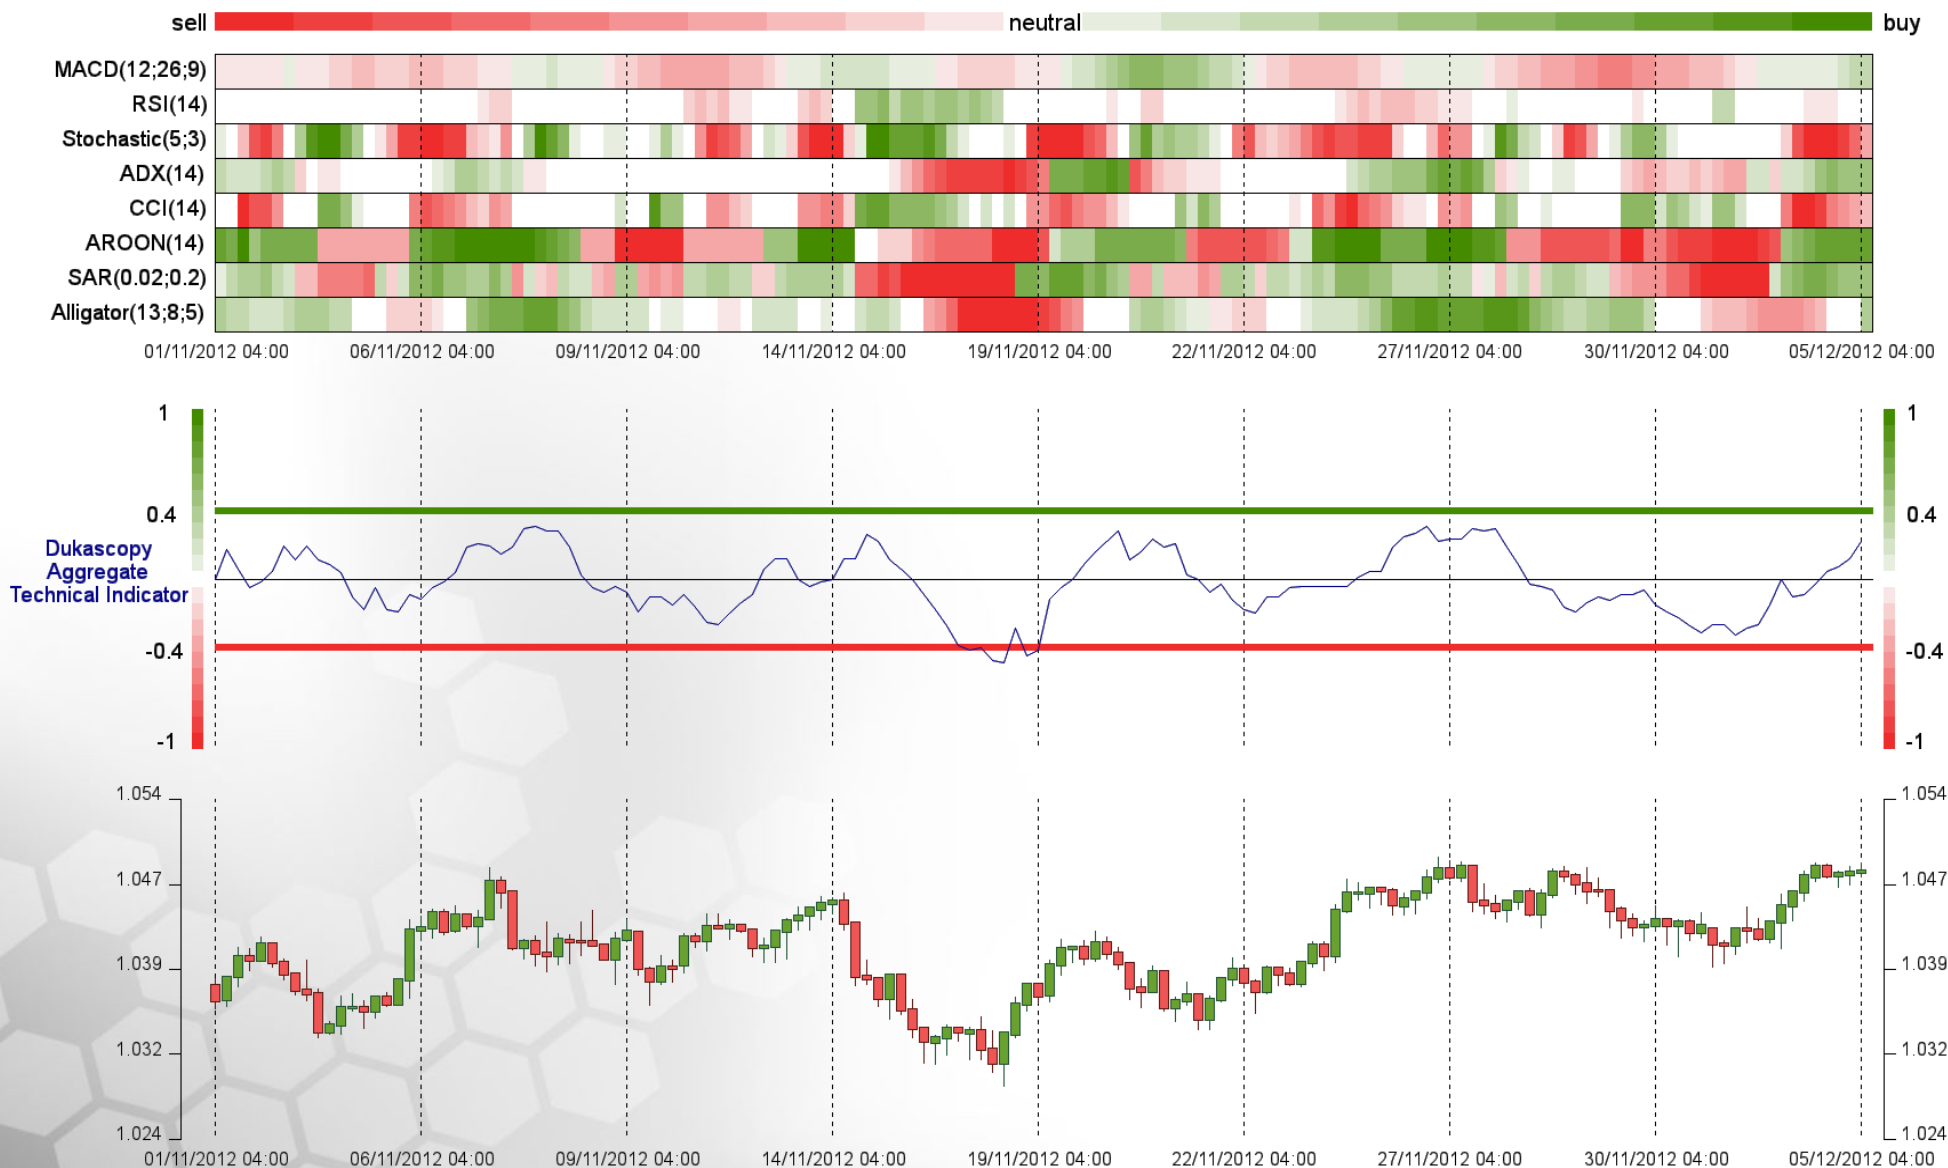 sell neutral buy
MACD(12;26;9)
RSI(14)
Stochastic(5;3)
ADX(14)
CCI(14)
AROON(14)
SAR(0.02;0.2)
Alligator(13;8;5)
01/11/2012 04:00 06/11/2012 04:00 09/11/2012 04:00 14/11/2012 04:00 19/11/2012 04:00 22/11/2012 04:00 27/11/2012 04:00 30/11/2012 04:00 05/12/2012 04:00
1 1
0.4 0.4
Dukascopy
Aggregate
Technical Indicator
-0.4 -0.4
-1 -1
1.054 1.054
1.047 1.047
1.039 1.039
1.032 1.032
1.024 1.024
01/11/2012 04:00 06/11/2012 04:00 09/11/2012 04:00 14/11/2012 04:00 19/11/2012 04:00 22/11/2012 04:00 27/11/2012 04:00 30/11/2012 04:00 05/12/2012 04:00